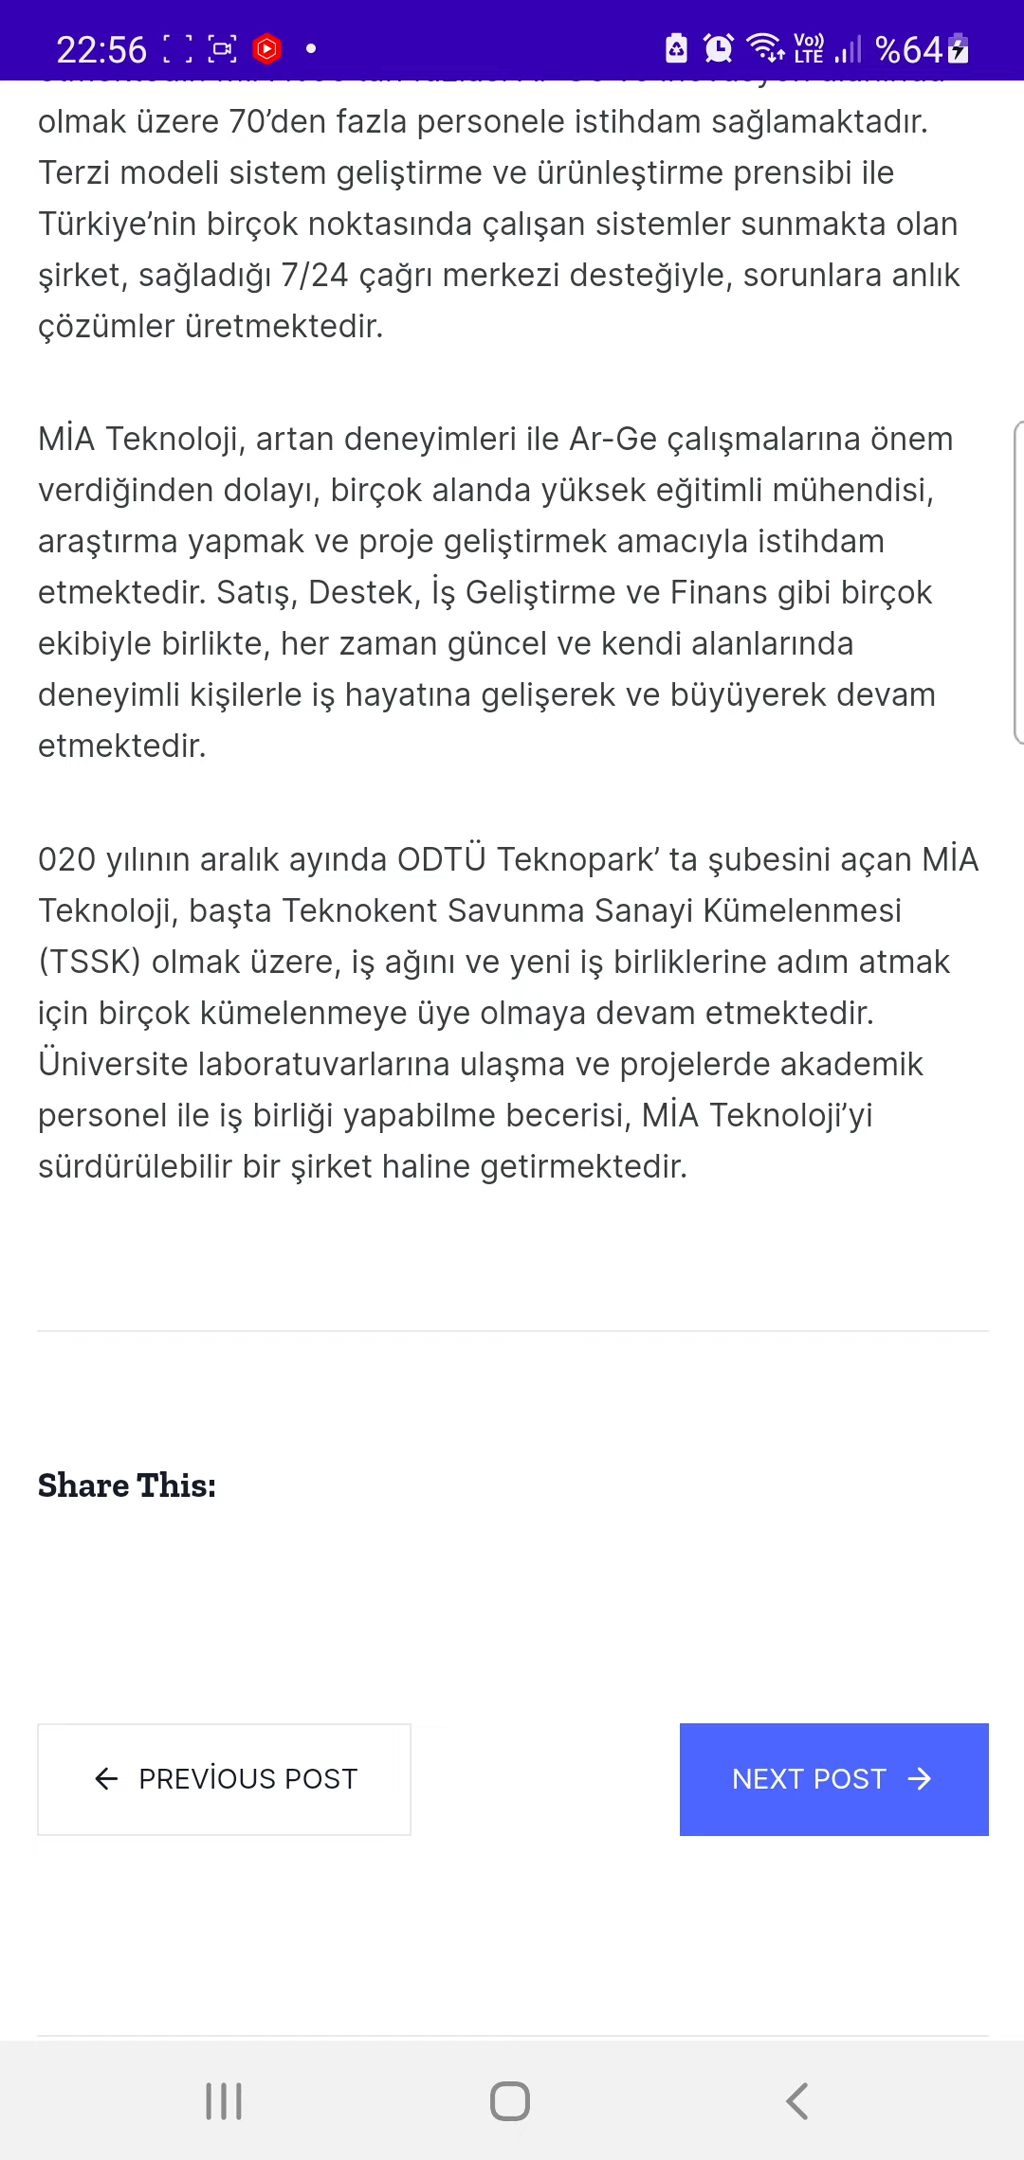 22:56
Vo)) LTE
%64
olmak üzere 70’den fazla personele istihdam sağlamaktadır.
Terzi modeli sistem geliştirme ve ürünleştirme prensibi ile
Türkiye’nin birçok noktasında çalışan sistemler sunmakta olan
şirket, sağladığı 7/24 çağrı merkezi desteğiyle, sorunlara anlık
çözümler üretmektedir.
MİA Teknoloji, artan deneyimleri ile Ar-Ge çalışmalarına önem
verdiğinden dolayı, birçok alanda yüksek eğitimli mühendisi,
araştırma yapmak ve proje geliştirmek amacıyla istihdam
etmektedir. Satış, Destek, İş Geliştirme ve Finans gibi birçok
ekibiyle birlikte, her zaman güncel ve kendi alanlarında
deneyimli kişilerle iş hayatına gelişerek ve büyüyerek devam
etmektedir.
020 yılının aralık ayında ODTÜ Teknopark’ ta şubesini açan MİA
Teknoloji, başta Teknokent Savunma Sanayi Kümelenmesi
(TSSK) olmak üzere, iş ağını ve yeni iş birliklerine adım atmak
için birçok kümelenmeye üye olmaya devam etmektedir.
Üniversite laboratuvarlarına ulaşma ve projelerde akademik
personel ile iş birliği yapabilme becerisi, MİA Teknoloji’yi
sürdürülebilir bir şirket haline getirmektedir.
Share This:
← PREVİOUS POST
NEXT POST →